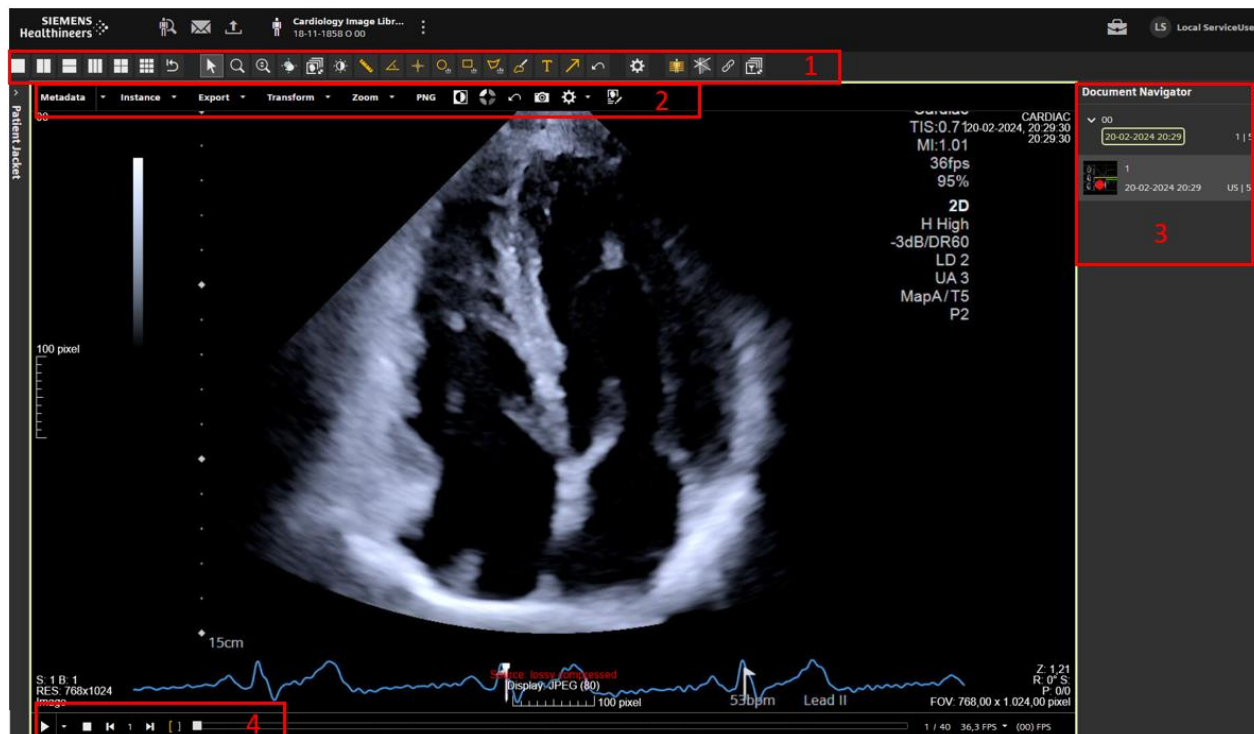 SIEMENS
Healthineers
Cardiology Image Libr...
18-11-1858 O 00
LS Local ServiceUse
1
Metadata Instance Export Transform Zoom PNG
2
Patient Jacket
Document Navigator
00
20-02-2024 20:29
1
20-02-2024 20:29 US | 5
3
CARDIAC
TIS:0.7 20-02-2024, 20:29:30
20:29:30
MI:1.01
36fps
95%
2D
H High
-3dB/DR60
LD 2
UA 3
MapA/T5
P2
100 pixel
15cm
S: 1 B: 1
RES: 768x1024
Image
Source: lossy compressed
Display: JPEG (80)
100 pixel
53bpm Lead II
Z: 1,21
R: 0° S:
P: 0/0
FOV: 768,00 x 1.024,00 pixel
4
1 [ ]
1 / 40 36,3 FPS (00) FPS